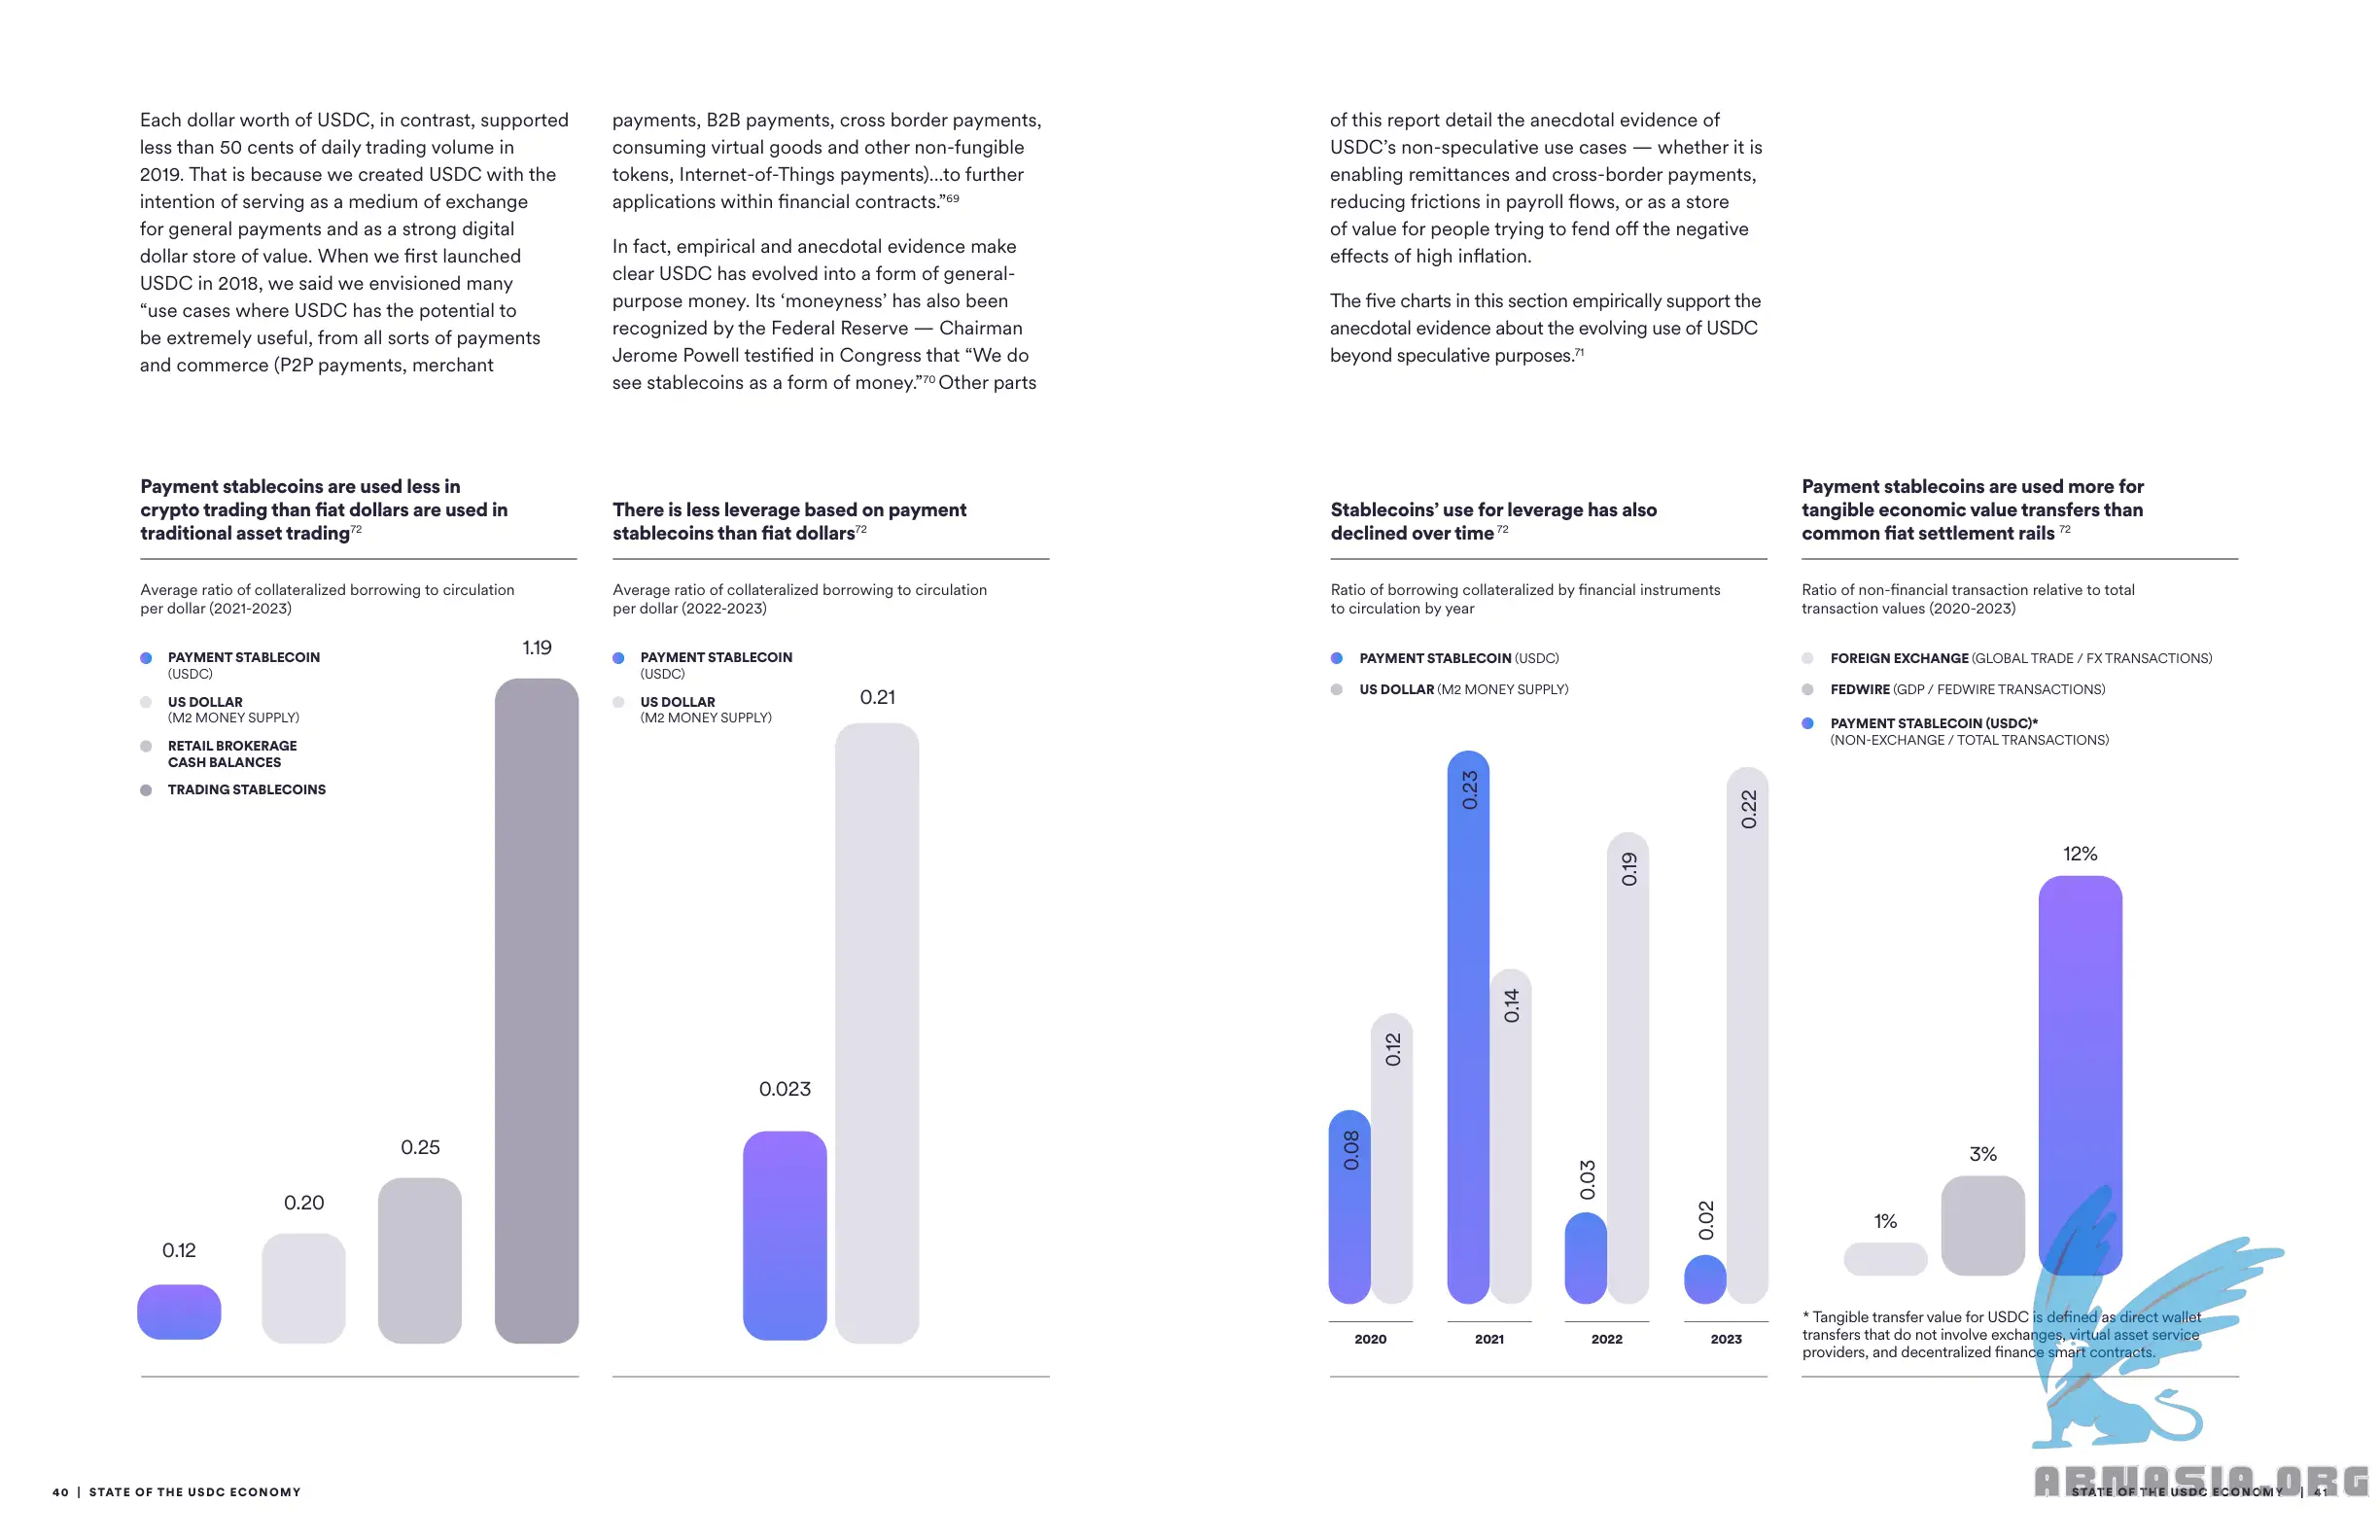 Each dollar worth of USDC, in contrast, supported
less than 50 cents of daily trading volume in
2019. That is because we created USDC with the
intention of serving as a medium of exchange
for general payments and as a strong digital
dollar store of value. When we first launched
USDC in 2018, we said we envisioned many
“use cases where USDC has the potential to
be extremely useful, from all sorts of payments
and commerce (P2P payments, merchant
payments, B2B payments, cross border payments,
consuming virtual goods and other non-fungible
tokens, Internet-of-Things payments)...to further
applications within financial contracts.”69
In fact, empirical and anecdotal evidence make
clear USDC has evolved into a form of general-
purpose money. Its ‘moneyness’ has also been
recognized by the Federal Reserve — Chairman
Jerome Powell testified in Congress that “We do
see stablecoins as a form of money.”70 Other parts
of this report detail the anecdotal evidence of
USDC’s non-speculative use cases — whether it is
enabling remittances and cross-border payments,
reducing frictions in payroll flows, or as a store
of value for people trying to fend off the negative
effects of high inflation.
The five charts in this section empirically support the
anecdotal evidence about the evolving use of USDC
beyond speculative purposes.71
Payment stablecoins are used less in
crypto trading than fiat dollars are used in
traditional asset trading72
Average ratio of collateralized borrowing to circulation
per dollar (2021-2023)
PAYMENT STABLECOIN
(USDC)
US DOLLAR
(M2 MONEY SUPPLY)
RETAIL BROKERAGE
CASH BALANCES
TRADING STABLECOINS
0.12
0.20
0.25
1.19
There is less leverage based on payment
stablecoins than fiat dollars72
Average ratio of collateralized borrowing to circulation
per dollar (2022-2023)
PAYMENT STABLECOIN
(USDC)
US DOLLAR
(M2 MONEY SUPPLY)
0.023
0.21
Stablecoins’ use for leverage has also
declined over time 72
Ratio of borrowing collateralized by financial instruments
to circulation by year
PAYMENT STABLECOIN (USDC)
US DOLLAR (M2 MONEY SUPPLY)
0.08
0.12
0.23
0.14
0.03
0.19
0.02
0.22
2020
2021
2022
2023
Payment stablecoins are used more for
tangible economic value transfers than
common fiat settlement rails 72
Ratio of non-financial transaction relative to total
transaction values (2020-2023)
FOREIGN EXCHANGE (GLOBAL TRADE / FX TRANSACTIONS)
FEDWIRE (GDP / FEDWIRE TRANSACTIONS)
PAYMENT STABLECOIN (USDC)*
(NON-EXCHANGE / TOTAL TRANSACTIONS)
1%
3%
12%
* Tangible transfer value for USDC is defined as direct wallet
transfers that do not involve exchanges, virtual asset service
providers, and decentralized finance smart contracts.
40 | STATE OF THE USDC ECONOMY
STATE OF THE USDC ECONOMY | 41
ARMASIA.ORG